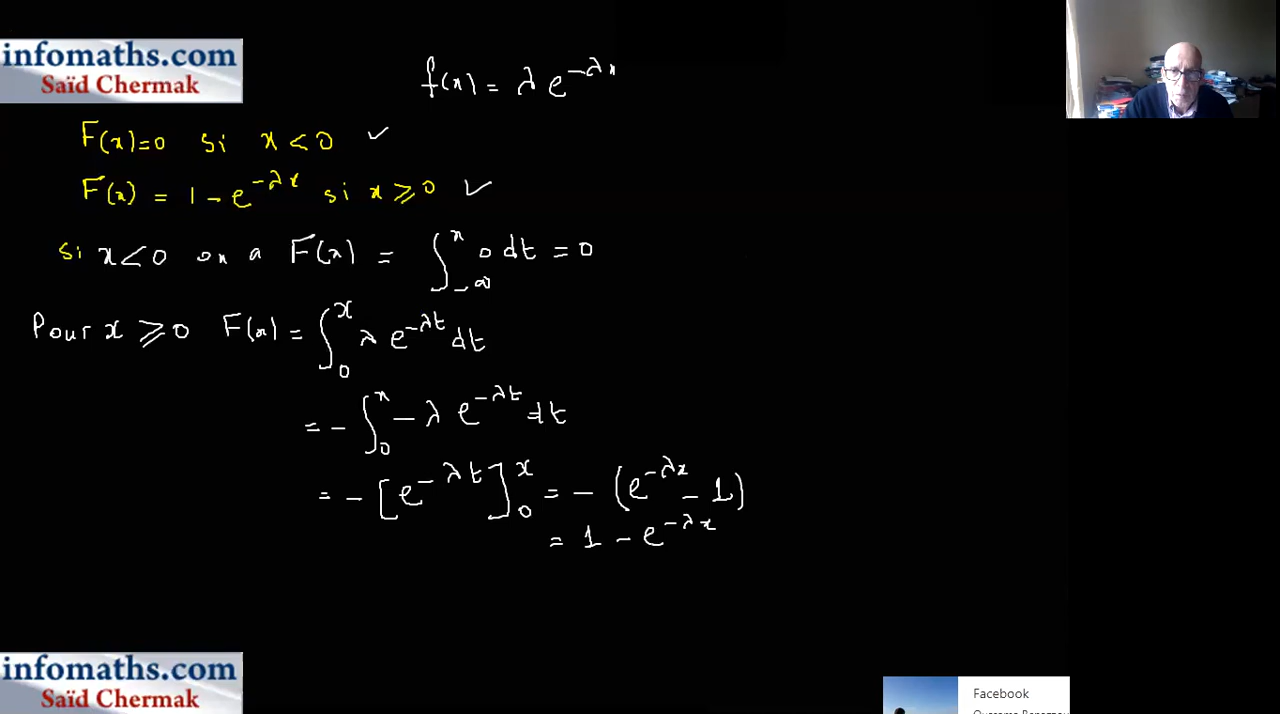 infomaths.com
Saïd Chermak
f(x) = λ e^{-λx}
F(x)=0 si x<0 ✓
F(x) = 1 - e^{-λx} si x ⩾ 0 ✓
si x<0 on a F(x) = ∫_{-∞}^{x} 0 dt = 0
Pour x ⩾ 0 F(x) = ∫_{0}^{x} λ e^{-λt} dt
= - ∫_{0}^{x} -λ e^{-λt} dt
= - [e^{-λt}]_{0}^{x} = - (e^{-λx} - 1)
= 1 - e^{-λx}
infomaths.com
Saïd Chermak
Facebook